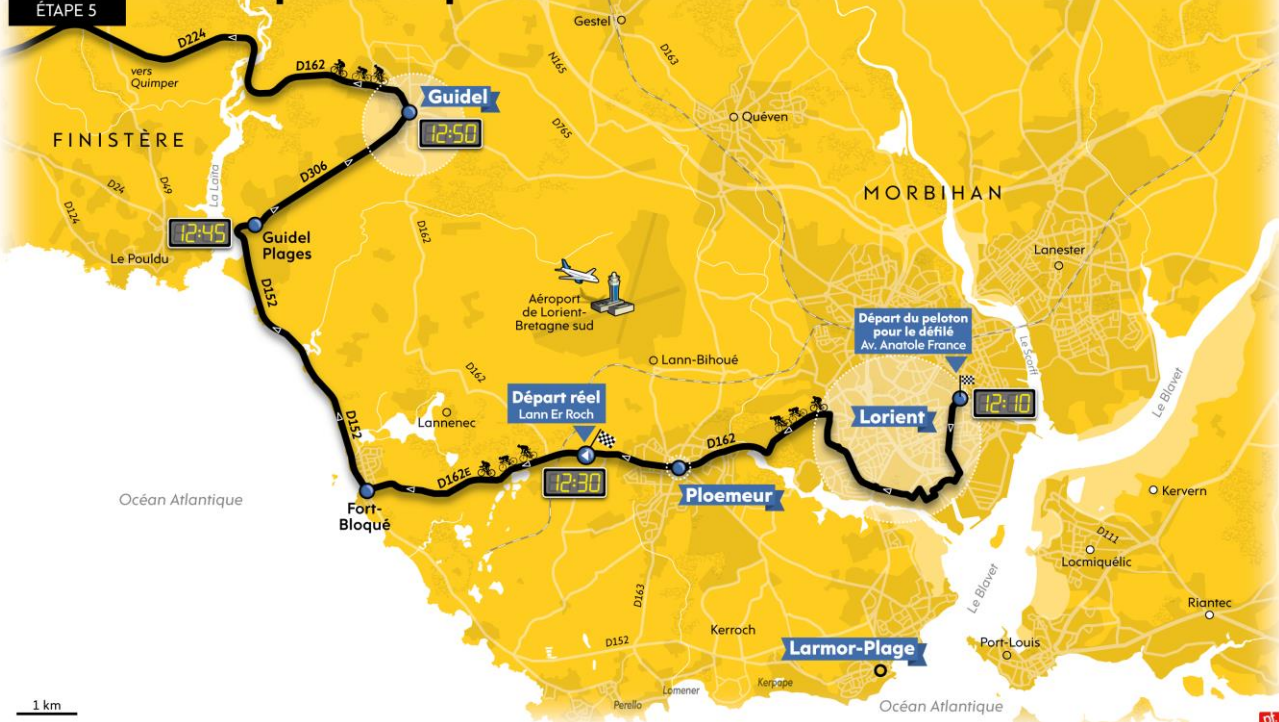 ÉTAPE 5
Gestel
D224
D163
vers
Quimper
D162
N165
Guidel
12:50
Quéven
D765
FINISTÈRE
D306
La Laïta
D24
D49
D124
MORBIHAN
12:45
Guidel
Plages
D162
Lanester
Le Pouldu
D152
Aéroport
de Lorient-
Bretagne sud
Départ du peloton
pour le défilé
Av. Anatole France
Le Scorff
Lann-Bihoué
D162
Le Blavet
Départ réel
Lann Er Roch
Lorient
12:10
Lannenec
D152
D162
D162E
12:30
Ploemeur
Kervern
Océan Atlantique
Fort-
Bloqué
D111
Locmiquélic
Le Blavet
D163
Riantec
Kerroch
D152
Larmor-Plage
Port-Louis
Kerpape
Lomener
Perello
1 km
Océan Atlantique